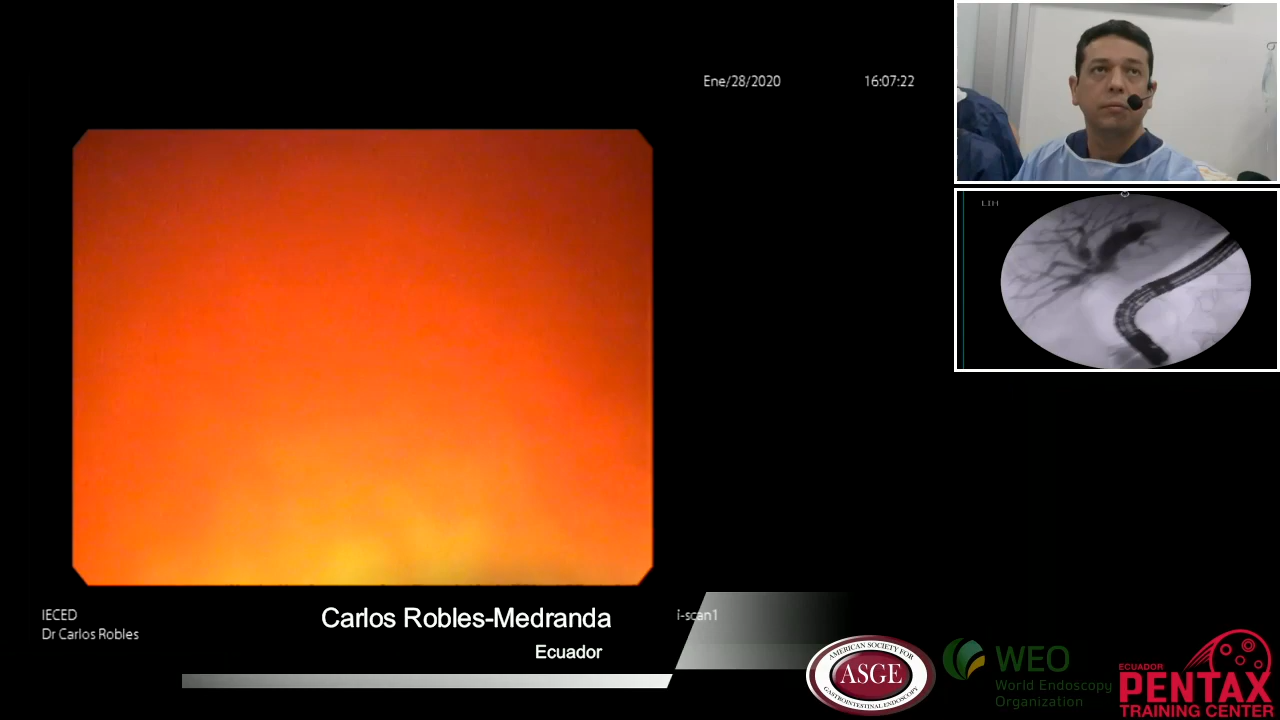 Ene/28/2020 16:07:22
LIH
IECED
Dr Carlos Robles
Carlos Robles-Medranda
Ecuador
i-scan1
AMERICAN SOCIETY FOR
ASGE
GASTROINTESTINAL ENDOSCOPY
WEO
World Endoscopy
Organization
ECUADOR
PENTAX
TRAINING CENTER